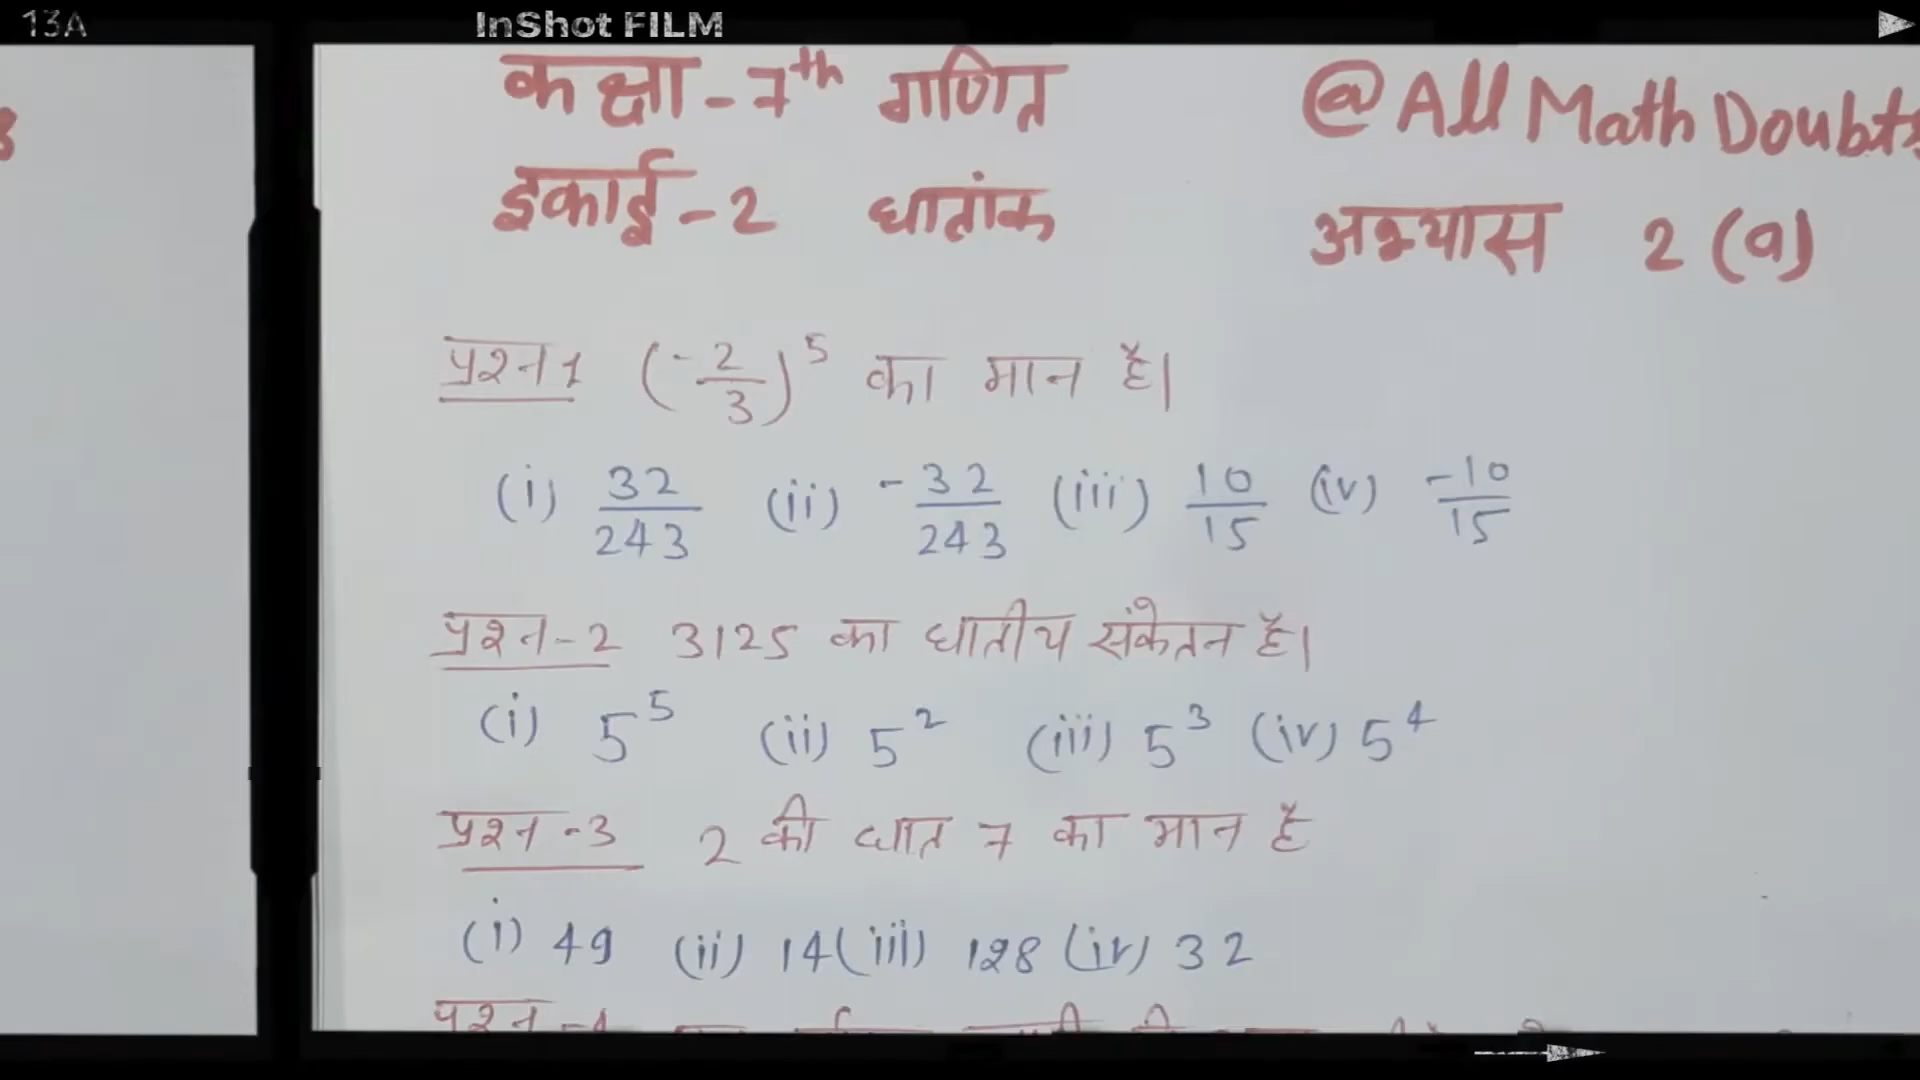 13A InShot FILM
कक्षा - 7th गणित @All Math Doubts
इकाई - 2 घातांक अभ्यास 2 (a)
प्रश्न 1 (-2/3)^5 का मान है।
(i) 32/243 (ii) -32/243 (iii) 10/15 (iv) -10/15
प्रश्न-2 3125 का घातीय संकेतन है।
(i) 5^5 (ii) 5^2 (iii) 5^3 (iv) 5^4
प्रश्न-3 2 की घात 7 का मान है
(i) 49 (ii) 14 (iii) 128 (iv) 32
प्रश्न-4